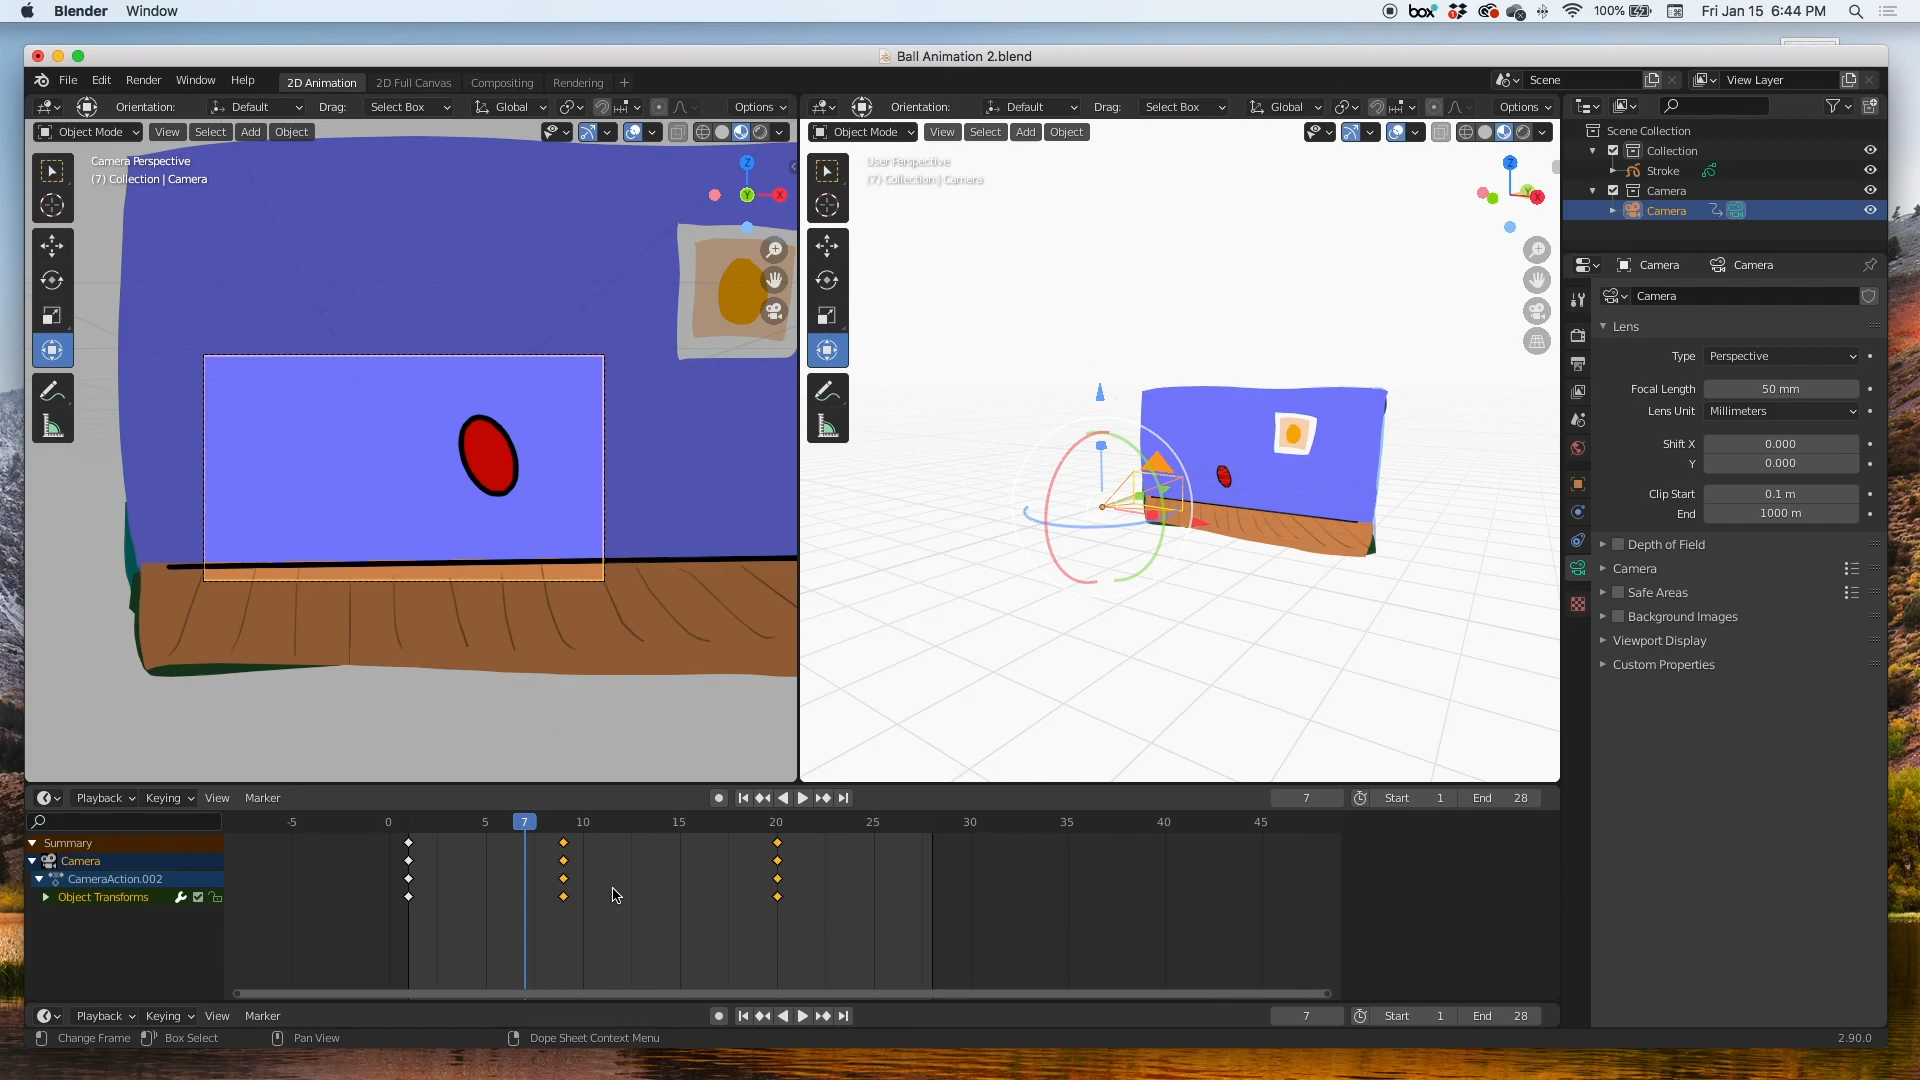 Blender Window box 1 100% Fri Jan 15 6:44 PM
Ball Animation 2.blend
File Edit Render Window Help 2D Animation 2D Full Canvas Compositing Rendering + Scene View Layer
Orientation: Default Drag: Select Box Global Options
Orientation: Default Drag: Select Box Global Options
Object Mode View Select Add Object
Object Mode View Select Add Object
Camera Perspective
(7) Collection | Camera
Z
Y
X
User Perspective
(7) Collection | Camera
Z
Y
X
Scene Collection
Collection
Stroke
Camera
Camera
Camera Camera
Camera
Lens
Type Perspective
Focal Length 50 mm
Lens Unit Millimeters
Shift X 0.000
Y 0.000
Clip Start 0.1 m
End 1000 m
Depth of Field
Camera
Safe Areas
Background Images
Viewport Display
Custom Properties
Playback Keying View Marker 7 Start 1 End 28
-5 0 5 7 10 15 20 25 30 35 40 45
Summary
Camera
CameraAction.002
Object Transforms
Playback Keying View Marker 7 Start 1 End 28
Change Frame Box Select Pan View Dope Sheet Context Menu 2.90.0